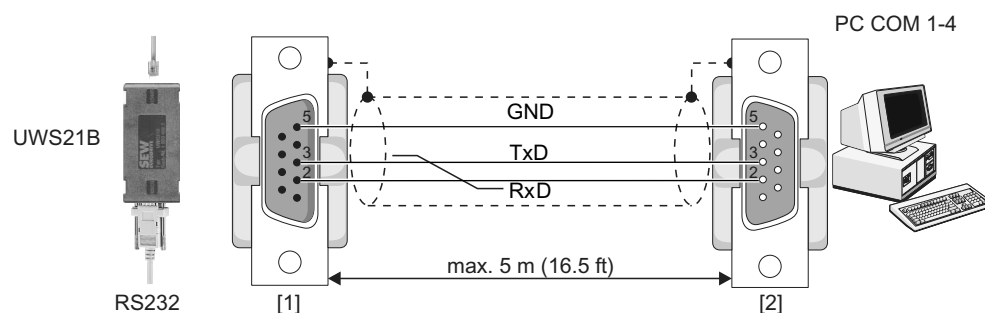 PC COM 1-4
UWS21B
SEW
5
3
2
GND
TxD
RxD
5
3
2
max. 5 m (16.5 ft)
RS232
[1]
[2]